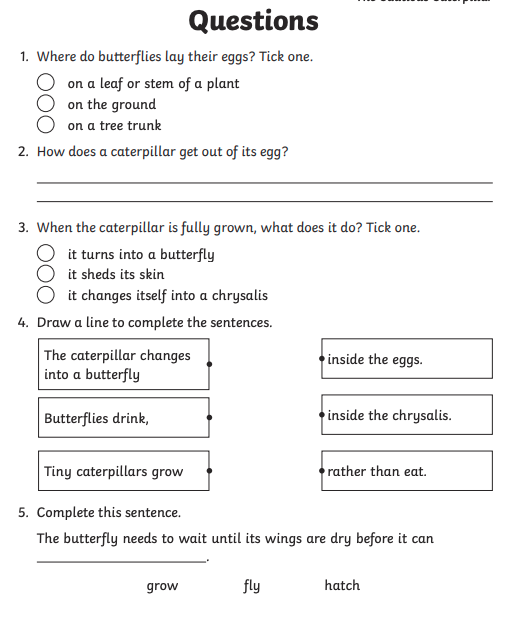 Questions
1. Where do butterflies lay their eggs? Tick one.
on a leaf or stem of a plant
on the ground
on a tree trunk
2. How does a caterpillar get out of its egg?
3. When the caterpillar is fully grown, what does it do? Tick one.
it turns into a butterfly
it sheds its skin
it changes itself into a chrysalis
4. Draw a line to complete the sentences.
The caterpillar changes
into a butterfly
inside the eggs.
Butterflies drink,
inside the chrysalis.
Tiny caterpillars grow
rather than eat.
5. Complete this sentence.
The butterfly needs to wait until its wings are dry before it can
.
grow fly hatch